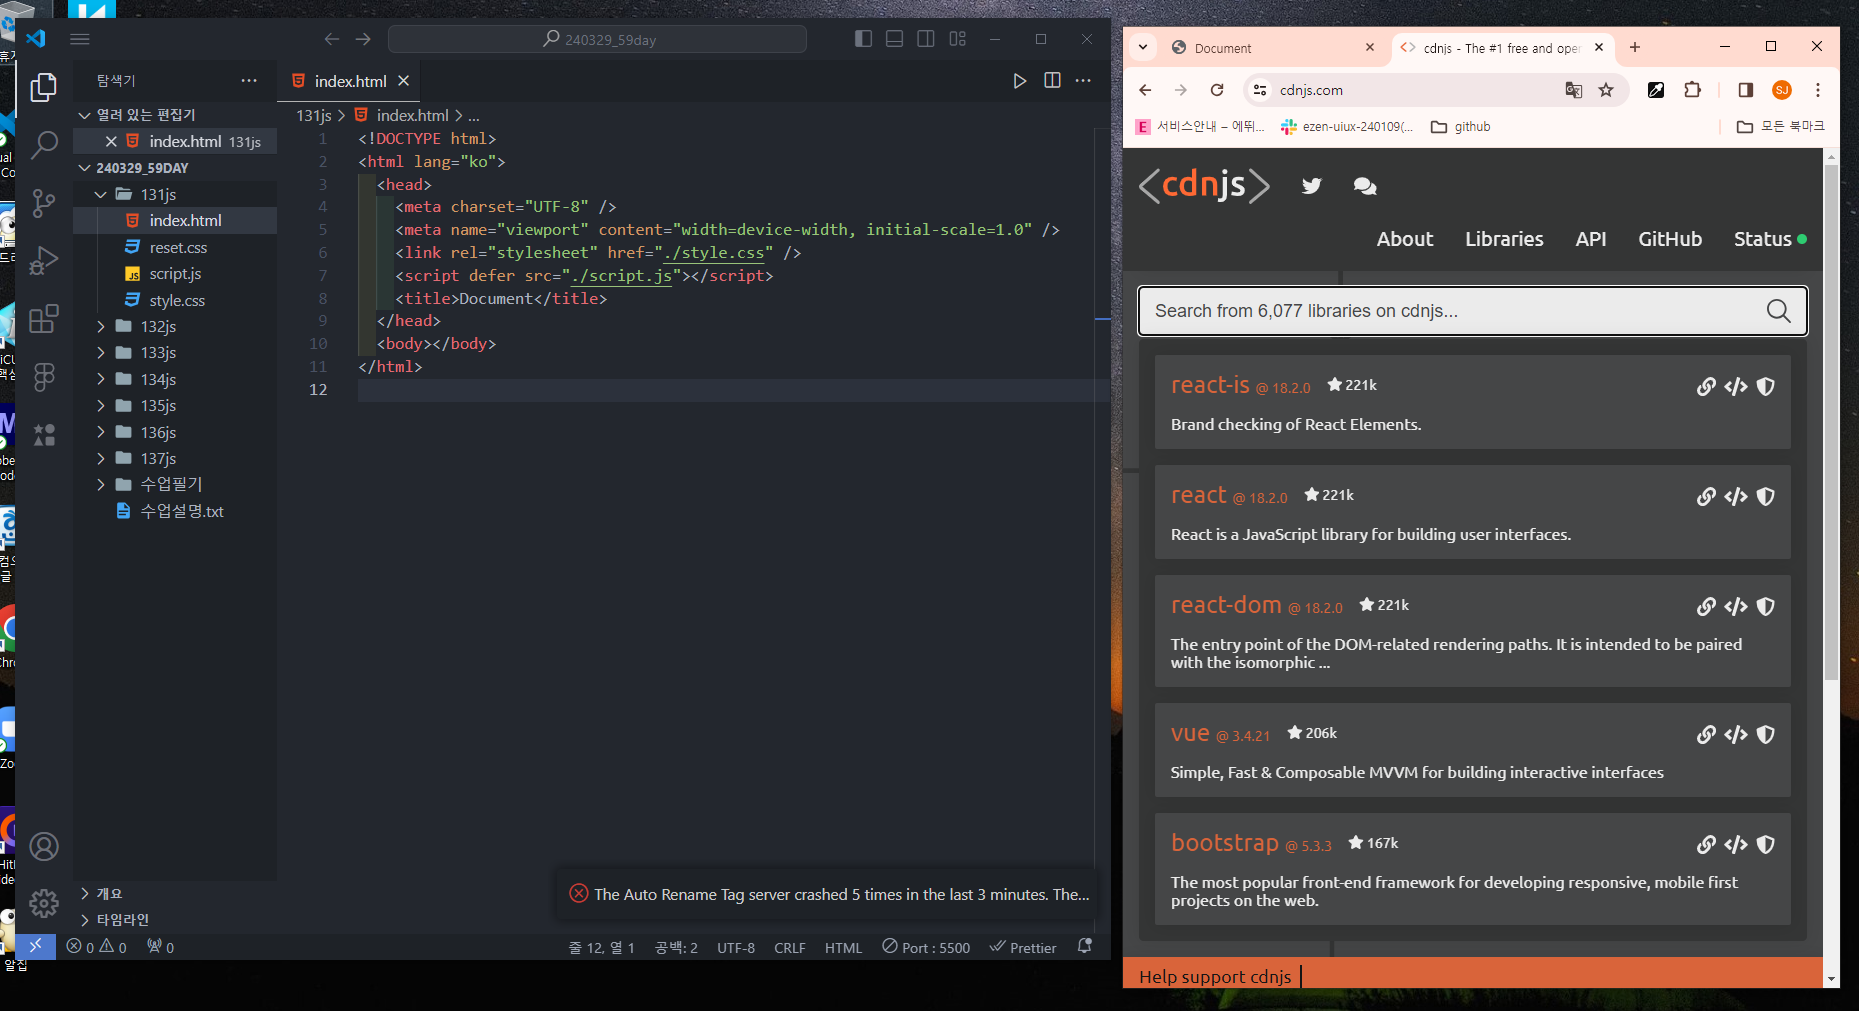 240329_59day
탐색기
index.html
열려 있는 편집기
index.html 131js
240329_59DAY
131js
index.html
reset.css
script.js
style.css
132js
133js
134js
135js
136js
137js
수업필기
수업설명.txt
개요
타임라인
131js > index.html > ...
1 <!DOCTYPE html>
2 <html lang="ko">
3 <head>
4 <meta charset="UTF-8" />
5 <meta name="viewport" content="width=device-width, initial-scale=1.0" />
6 <link rel="stylesheet" href="./style.css" />
7 <script defer src="./script.js"></script>
8 <title>Document</title>
9 </head>
10 <body></body>
11 </html>
12
The Auto Rename Tag server crashed 5 times in the last 3 minutes. The...
0 0 0
줄 12, 열 1 공백: 2 UTF-8 CRLF HTML Port : 5500 Prettier
알집
Document
cdnjs - The #1 free and open
cdnjs.com
SJ
서비스안내 – 에뛰...
ezen-uiux-240109(...
github
모든 북마크
<cdnjs>
About Libraries API GitHub Status
Search from 6,077 libraries on cdnjs...
react-is @ 18.2.0 221k
Brand checking of React Elements.
react @ 18.2.0 221k
React is a JavaScript library for building user interfaces.
react-dom @ 18.2.0 221k
The entry point of the DOM-related rendering paths. It is intended to be paired
with the isomorphic ...
vue @ 3.4.21 206k
Simple, Fast & Composable MVVM for building interactive interfaces
bootstrap @ 5.3.3 167k
The most popular front-end framework for developing responsive, mobile first
projects on the web.
Help support cdnjs